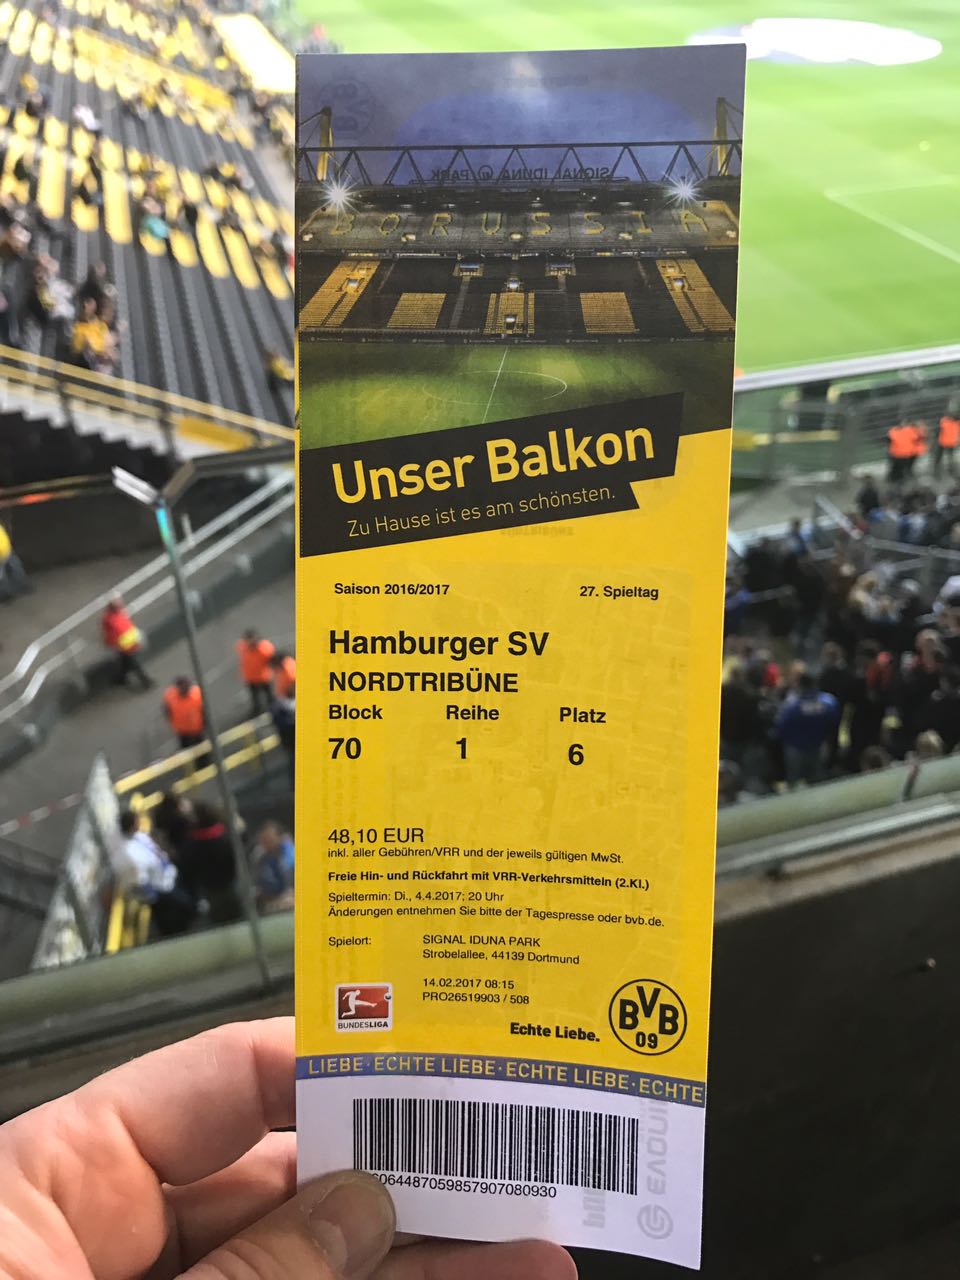 SIGNAL IDUNA PARK
BORUSSIA
Unser Balkon
Zu Hause ist es am schönsten.
Saison 2016/2017 27. Spieltag
Hamburger SV
NORDTRIBÜNE
Block Reihe Platz
70 1 6
48,10 EUR
inkl. aller Gebühren/VRR und der jeweils gültigen MwSt.
Freie Hin- und Rückfahrt mit VRR-Verkehrsmitteln (2.Kl.)
Spieltermin: Di., 4.4.2017; 20 Uhr
Änderungen entnehmen Sie bitte der Tagespresse oder bvb.de.
Spielort: SIGNAL IDUNA PARK
Strobelallee, 44139 Dortmund
14.02.2017 08:15
PRO26519903 / 508
BUNDESLIGA
Echte Liebe.
BVB
09
LIEBE · ECHTE LIEBE · ECHTE LIEBE · ECHTE
6064487059857907080930
EVONIK